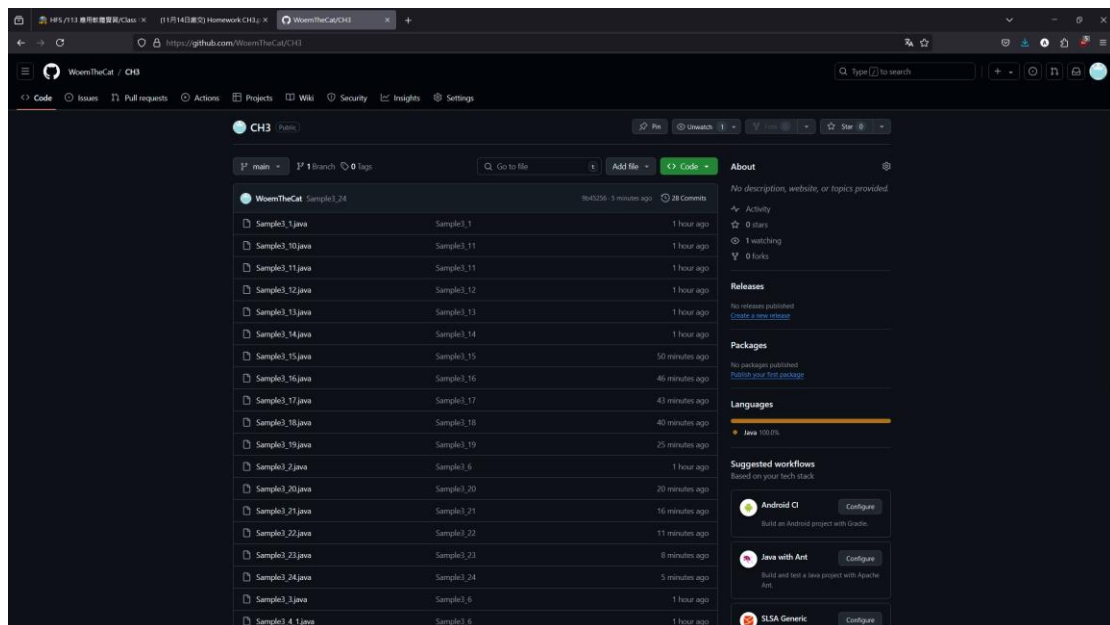 HFS /113 應用軟體實習/Class
(11月14日繳交) Homework CH3.p
WoemTheCat/CH3
https://github.com/WoemTheCat/CH3
WoemTheCat / CH3
Type / to search
Code Issues Pull requests Actions Projects Wiki Security Insights Settings
CH3 Public
Pin Unwatch 1 Fork 0 Star 0
main 1 Branch 0 Tags Go to file t Add file Code
WoemTheCat Sample3_24 9b45256 · 5 minutes ago 28 Commits
Sample3_1.java Sample3_1 1 hour ago
Sample3_10.java Sample3_11 1 hour ago
Sample3_11.java Sample3_11 1 hour ago
Sample3_12.java Sample3_12 1 hour ago
Sample3_13.java Sample3_13 1 hour ago
Sample3_14.java Sample3_14 1 hour ago
Sample3_15.java Sample3_15 50 minutes ago
Sample3_16.java Sample3_16 46 minutes ago
Sample3_17.java Sample3_17 43 minutes ago
Sample3_18.java Sample3_18 40 minutes ago
Sample3_19.java Sample3_19 25 minutes ago
Sample3_2.java Sample3_6 1 hour ago
Sample3_20.java Sample3_20 20 minutes ago
Sample3_21.java Sample3_21 16 minutes ago
Sample3_22.java Sample3_22 11 minutes ago
Sample3_23.java Sample3_23 8 minutes ago
Sample3_24.java Sample3_24 5 minutes ago
Sample3_3.java Sample3_6 1 hour ago
Sample3_4_1.java Sample3_6 1 hour ago
About
No description, website, or topics provided.
Activity
0 stars
1 watching
0 forks
Releases
No releases published
Create a new release
Packages
No packages published
Publish your first package
Languages
Java 100.0%
Suggested workflows
Based on your tech stack
Android CI Configure
Build an Android project with Gradle.
Java with Ant Configure
Build and test a Java project with Apache
Ant.
SLSA Generic Configure